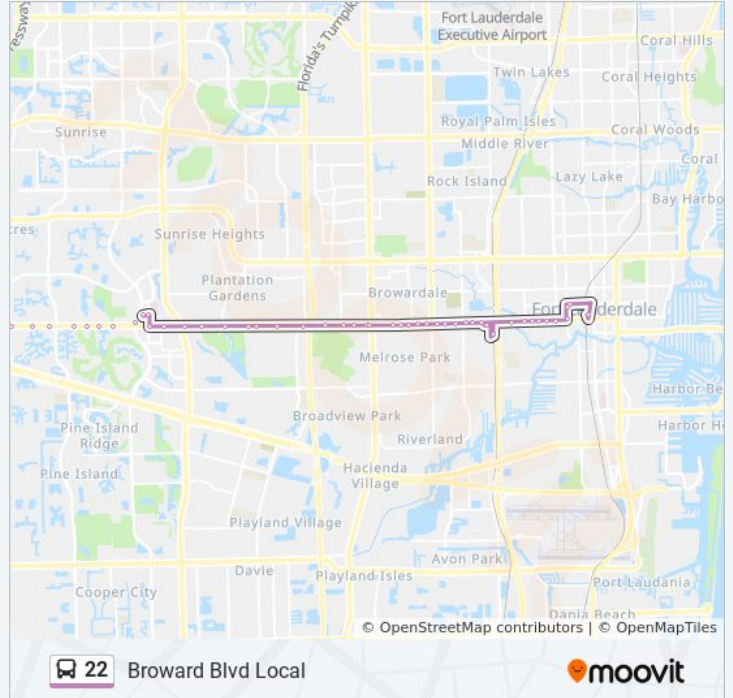 Fort Lauderdale
Executive Airport
Coral Hills
Florida's Turnpik
ressway
Twin Lakes
Coral Heights
Royal Palm Isles
Sunrise
Middle River
Coral Woods
Coral
Rock Island
Lazy Lake
Bay Harbo
cres
Sunrise Heights
Plantation
Gardens
Browardale
Fort Lauderdale
Melrose Park
Harbor Be
Broadview Park
Harbor H
Pine Island
Ridge
Riverland
Hacienda
Village
Pine Island
Playland Village
Avon Park
Davie
Playland Isles
Port Laudania
Cooper City
Dania Beach
© OpenStreetMap contributors | © OpenMapTiles
22 Broward Blvd Local
moovit